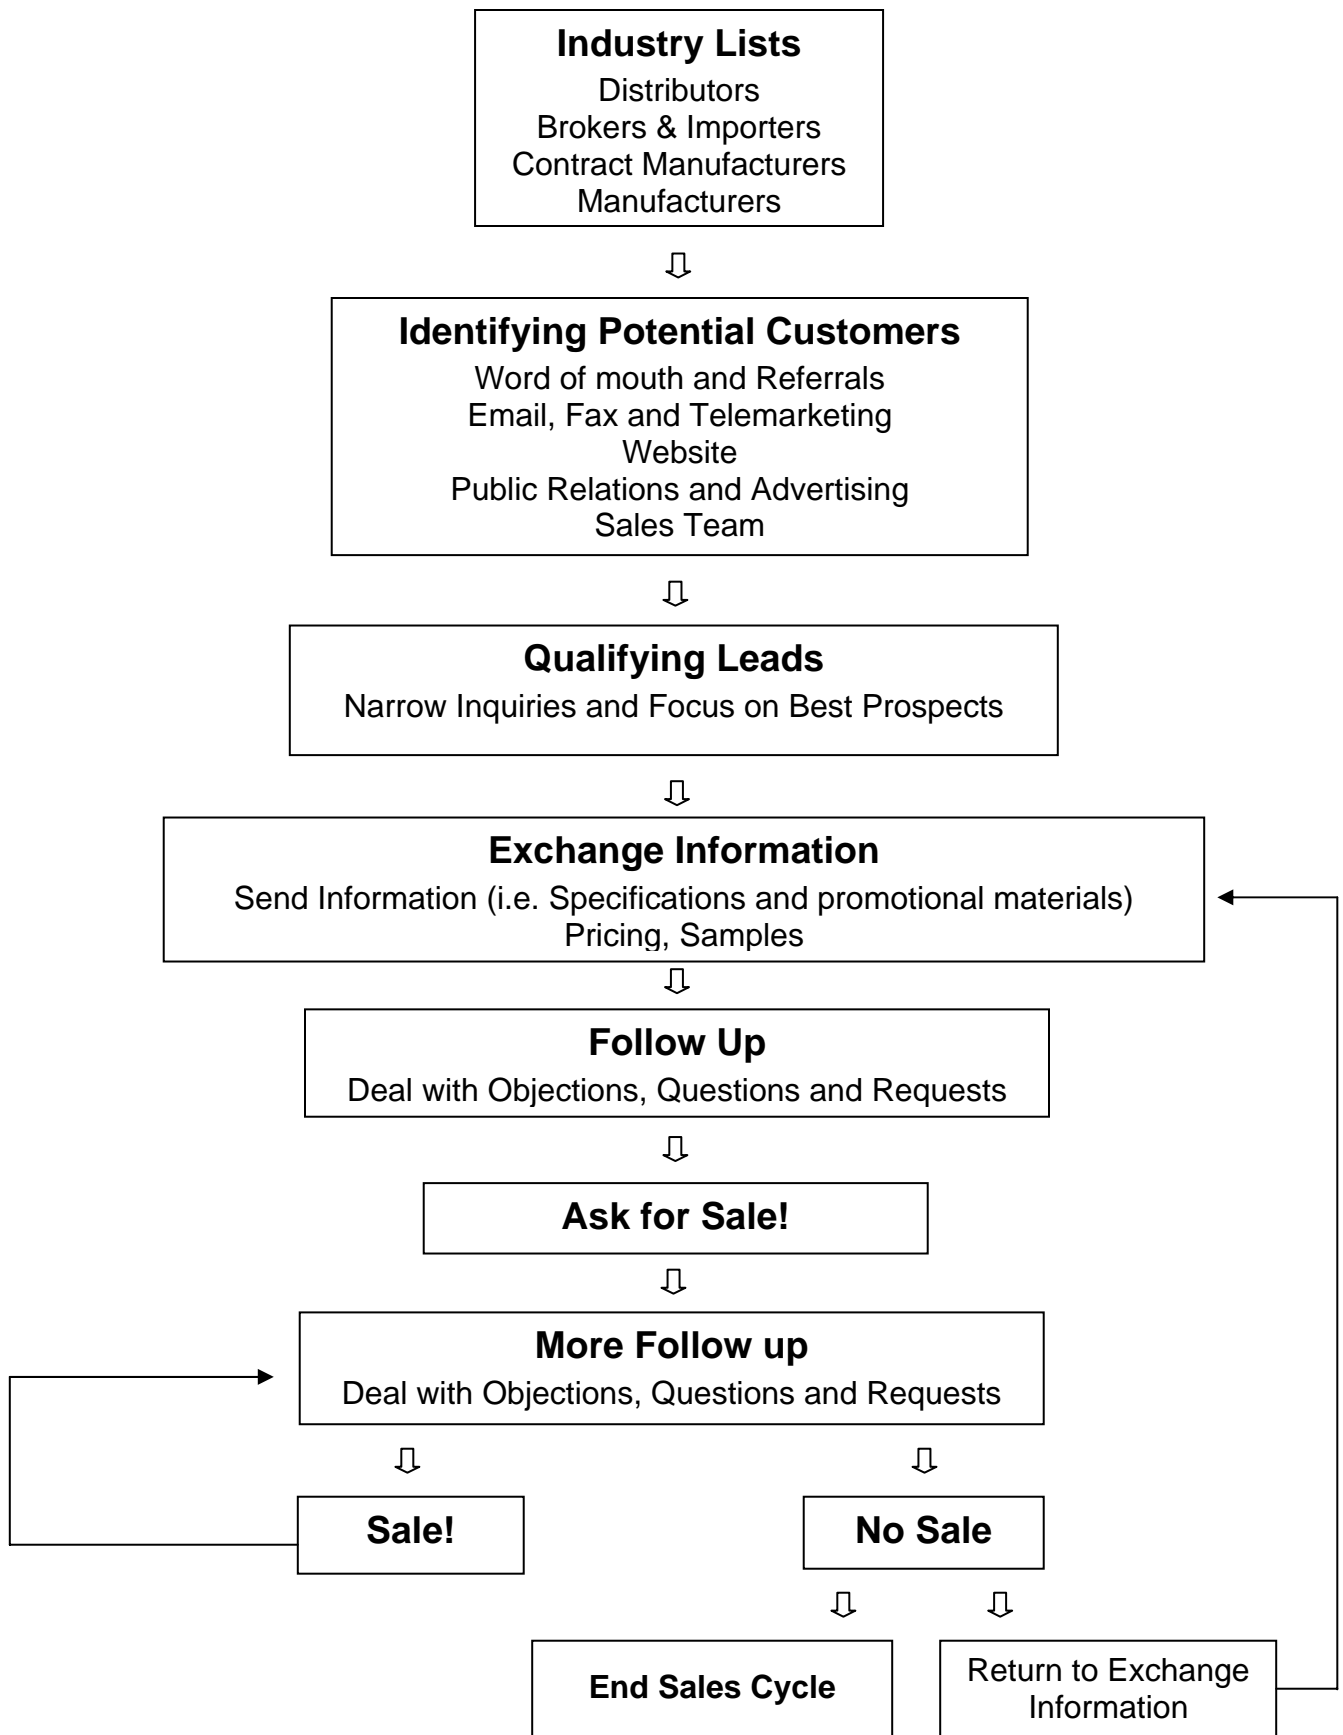 Industry Lists
Distributors
Brokers & Importers
Contract Manufacturers
Manufacturers
Identifying Potential Customers
Word of mouth and Referrals
Email, Fax and Telemarketing
Website
Public Relations and Advertising
Sales Team
Qualifying Leads
Narrow Inquiries and Focus on Best Prospects
Exchange Information
Send Information (i.e. Specifications and promotional materials)
Pricing, Samples
Follow Up
Deal with Objections, Questions and Requests
Ask for Sale!
More Follow up
Deal with Objections, Questions and Requests
Sale!
No Sale
End Sales Cycle
Return to Exchange
Information